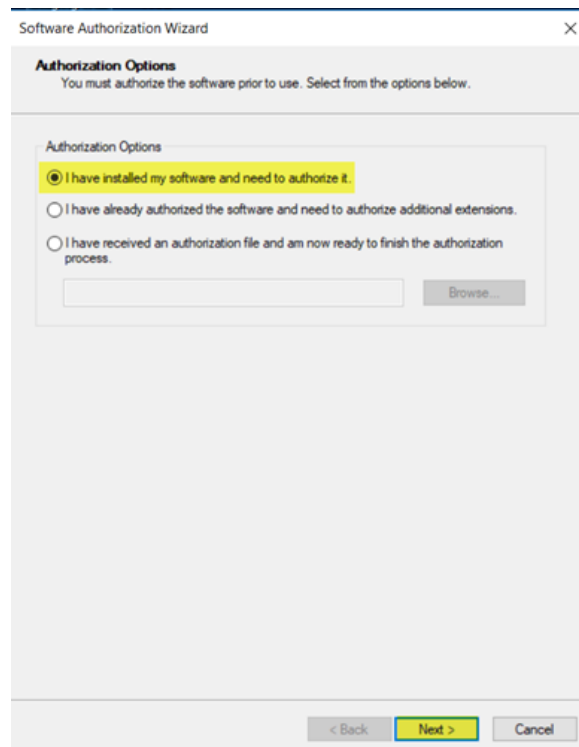 Software Authorization Wizard
Authorization Options
You must authorize the software prior to use. Select from the options below.
Authorization Options
I have installed my software and need to authorize it.
I have already authorized the software and need to authorize additional extensions.
I have received an authorization file and am now ready to finish the authorization
process.
Browse...
< Back
Next >
Cancel